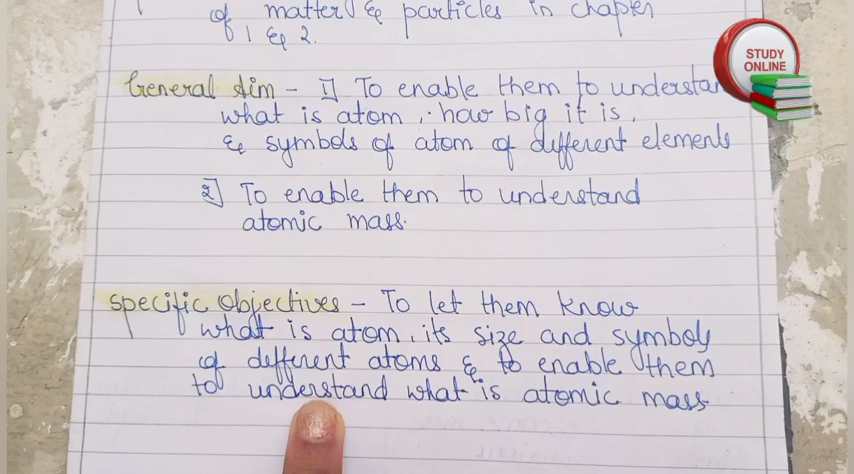 of matter & particles in chapter
of 1 & 2.
STUDY
ONLINE
General Aim - 1] To enable them to understan
what is atom, how big it is,
& symbols of atom of different elements
2] To enable them to understand
atomic mass.
Specific Objectives - To let them know
what is atom, its size and symbols
of different atoms & to enable them
to understand what is atomic mass